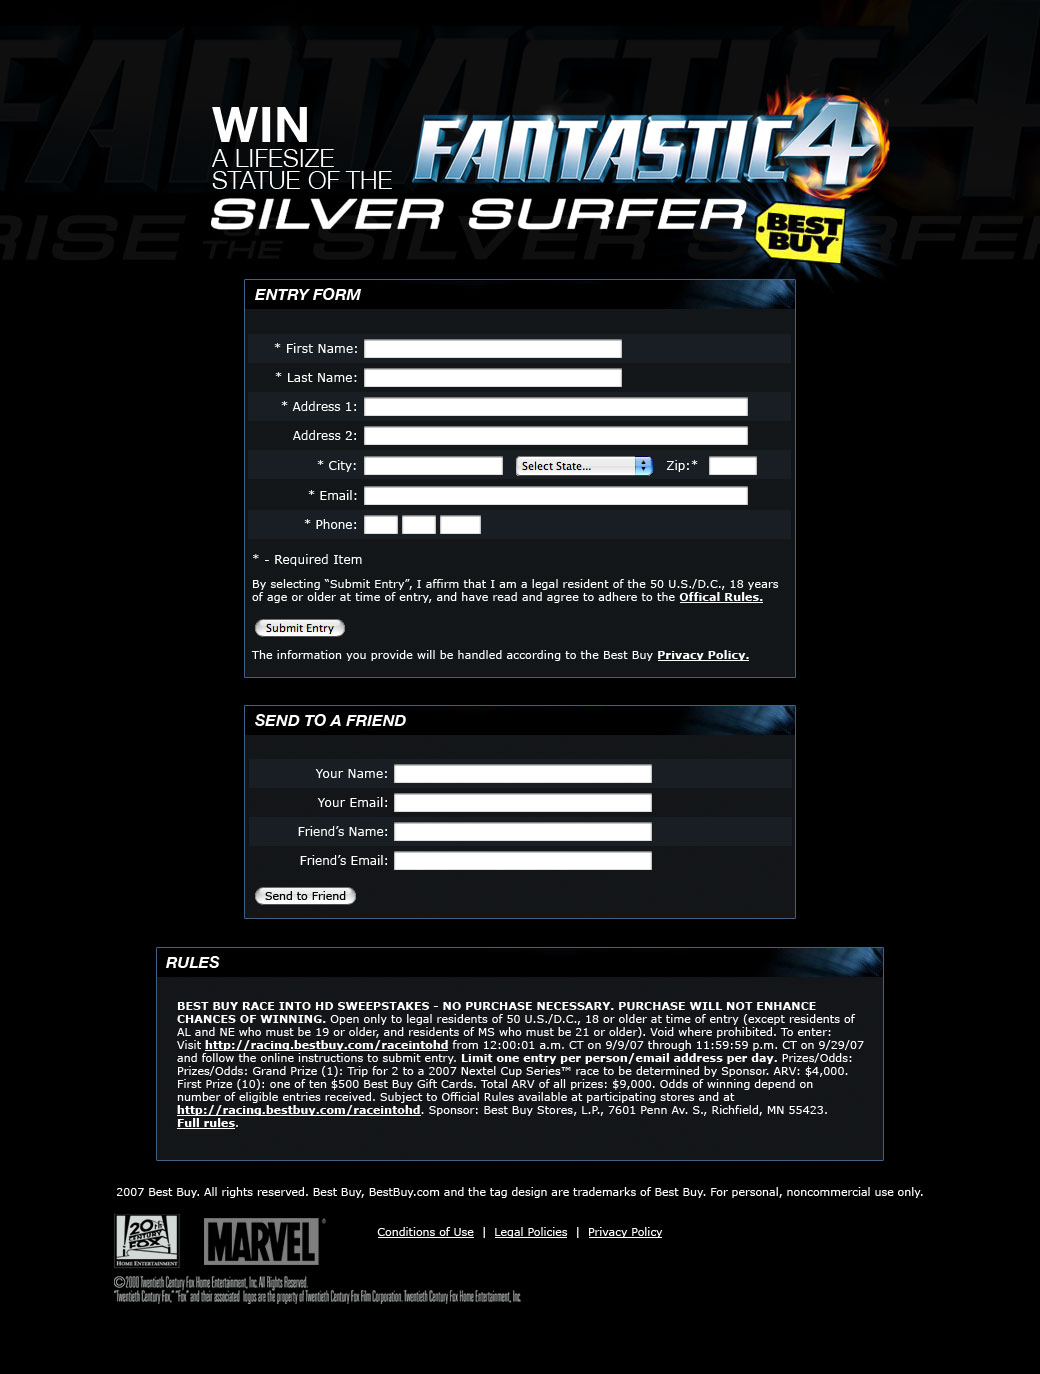 WIN
A LIFESIZE
STATUE OF THE
FANTASTIC 4
SILVER SURFER
BEST BUY
ENTRY FORM
* First Name:
* Last Name:
* Address 1:
Address 2:
* City: Select State... Zip:*
* Email:
* Phone:
* - Required Item
By selecting “Submit Entry”, I affirm that I am a legal resident of the 50 U.S./D.C., 18 years
of age or older at time of entry, and have read and agree to adhere to the Offical Rules.
Submit Entry
The information you provide will be handled according to the Best Buy Privacy Policy.
SEND TO A FRIEND
Your Name:
Your Email:
Friend’s Name:
Friend’s Email:
Send to Friend
RULES
BEST BUY RACE INTO HD SWEEPSTAKES - NO PURCHASE NECESSARY. PURCHASE WILL NOT ENHANCE
CHANCES OF WINNING. Open only to legal residents of 50 U.S./D.C., 18 or older at time of entry (except residents of
AL and NE who must be 19 or older, and residents of MS who must be 21 or older). Void where prohibited. To enter:
Visit http://racing.bestbuy.com/raceintohd from 12:00:01 a.m. CT on 9/9/07 through 11:59:59 p.m. CT on 9/29/07
and follow the online instructions to submit entry. Limit one entry per person/email address per day. Prizes/Odds:
Prizes/Odds: Grand Prize (1): Trip for 2 to a 2007 Nextel Cup Series™ race to be determined by Sponsor. ARV: $4,000.
First Prize (10): one of ten $500 Best Buy Gift Cards. Total ARV of all prizes: $9,000. Odds of winning depend on
number of eligible entries received. Subject to Official Rules available at participating stores and at
http://racing.bestbuy.com/raceintohd. Sponsor: Best Buy Stores, L.P., 7601 Penn Av. S., Richfield, MN 55423.
Full rules.
2007 Best Buy. All rights reserved. Best Buy, BestBuy.com and the tag design are trademarks of Best Buy. For personal, noncommercial use only.
20th CENTURY FOX
HOME ENTERTAINMENT
MARVEL
Conditions of Use | Legal Policies | Privacy Policy
©2000 Twentieth Century Fox Home Entertainment, Inc. All Rights Reserved.
"Twentieth Century Fox," "Fox" and their associated logos are the property of Twentieth Century Fox Film Corporation. Twentieth Century Fox Home Entertainment, Inc.
FANTASTIC 4
RISE THE SILVER SURFER